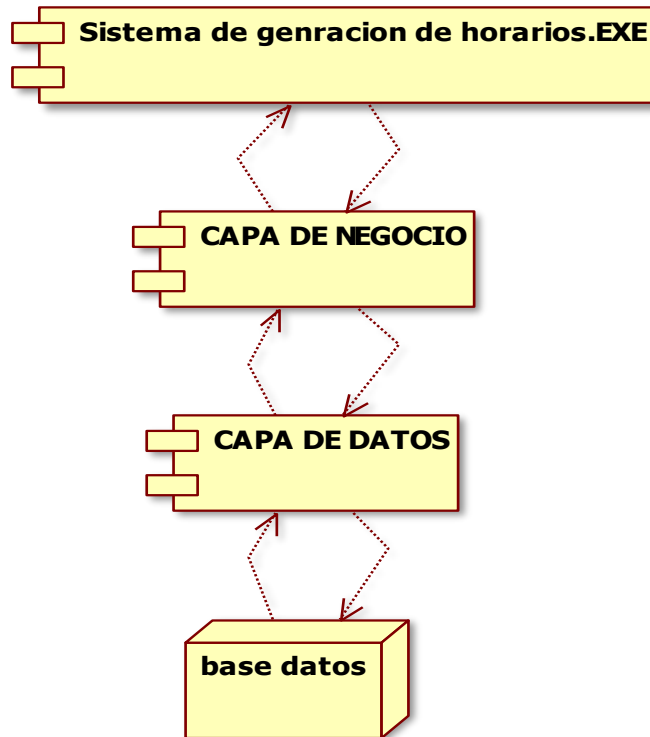 Sistema de genracion de horarios.EXE
CAPA DE NEGOCIO
CAPA DE DATOS
base datos